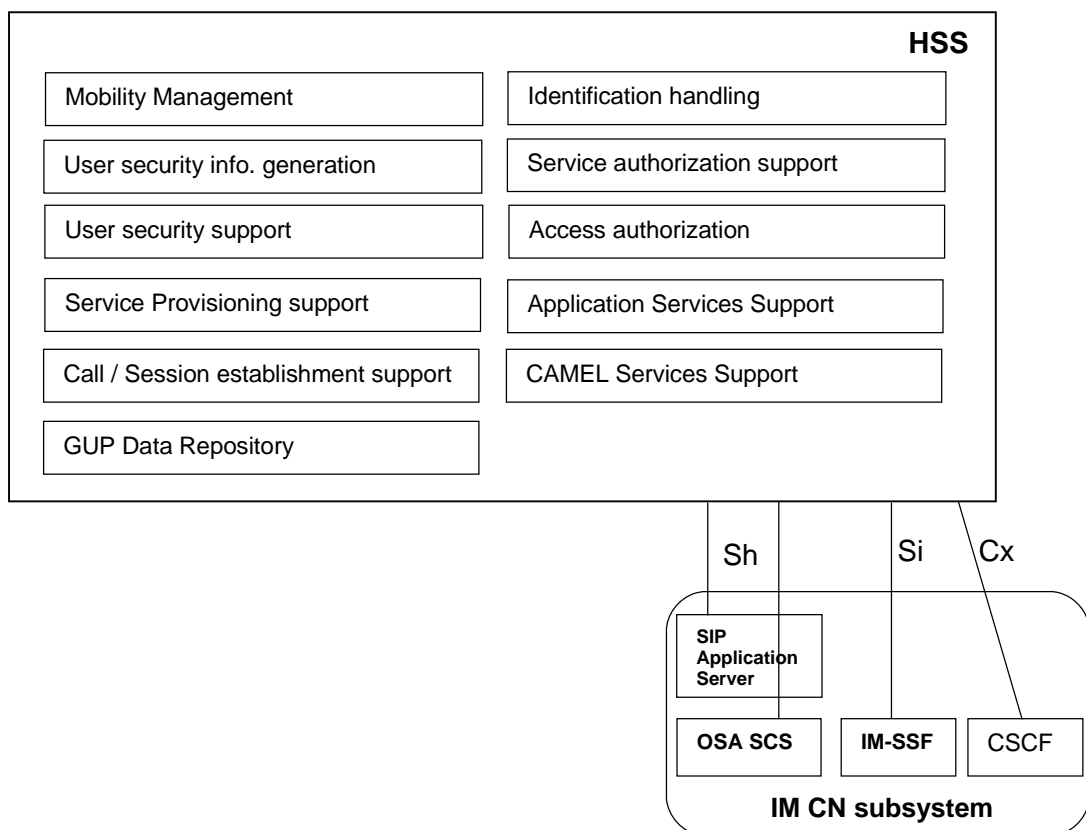 HSS
Mobility Management
Identification handling
User security info. generation
Service authorization support
User security support
Access authorization
Service Provisioning support
Application Services Support
Call / Session establishment support
CAMEL Services Support
GUP Data Repository
Sh
Si
Cx
SIP
Application
Server
OSA SCS
IM-SSF
CSCF
IM CN subsystem